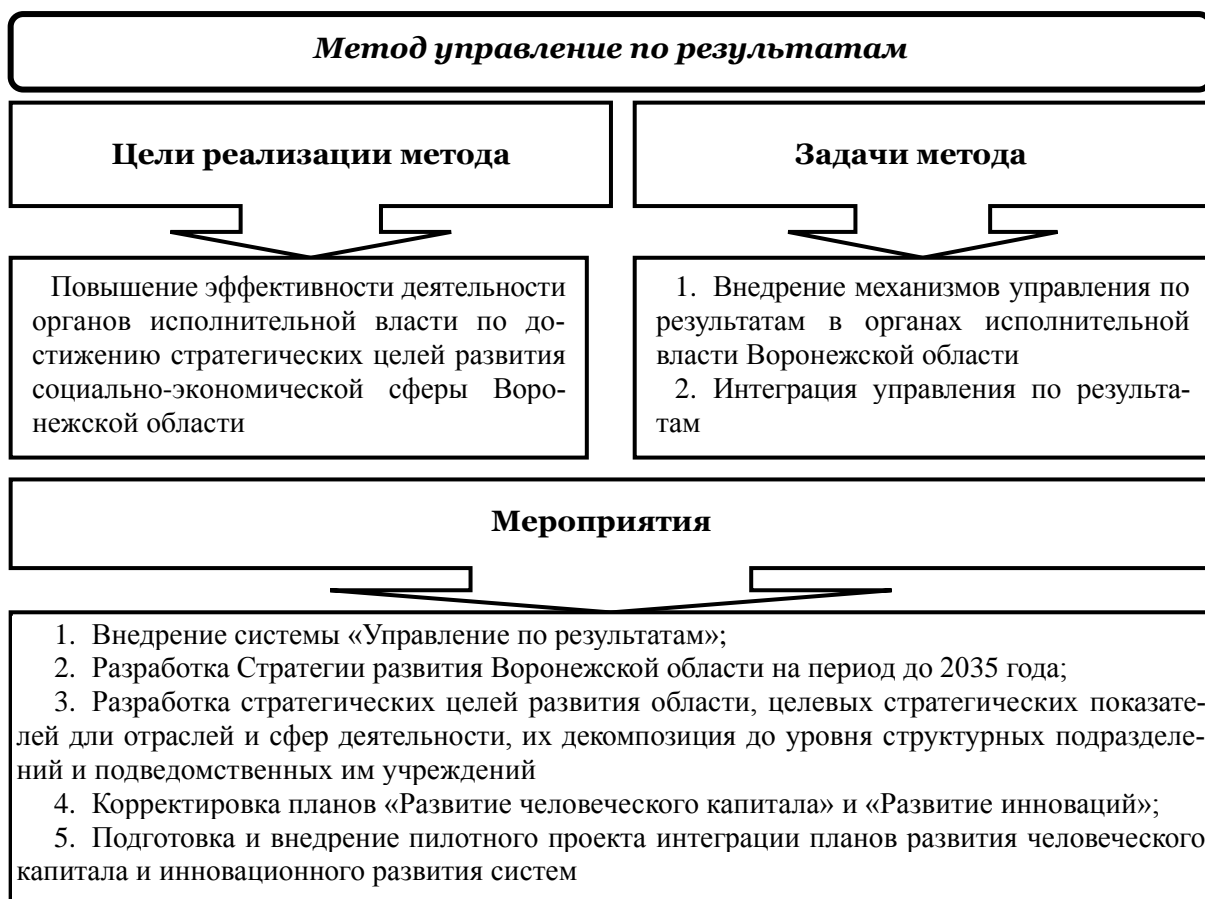 Метод управление по результатам
Цели реализации метода
Задачи метода
Повышение эффективности деятельности
органов исполнительной власти по до-
стижению стратегических целей развития
социально-экономической сферы Воро-
нежской области
1. Внедрение механизмов управления по
результатам в органах исполнительной
власти Воронежской области
2. Интеграция управления по результа-
там
Мероприятия
1. Внедрение системы «Управление по результатам»;
2. Разработка Стратегии развития Воронежской области на период до 2035 года;
3. Разработка стратегических целей развития области, целевых стратегических показате-
лей дли отраслей и сфер деятельности, их декомпозиция до уровня структурных подразделе-
ний и подведомственных им учреждений
4. Корректировка планов «Развитие человеческого капитала» и «Развитие инноваций»;
5. Подготовка и внедрение пилотного проекта интеграции планов развития человеческого
капитала и инновационного развития систем